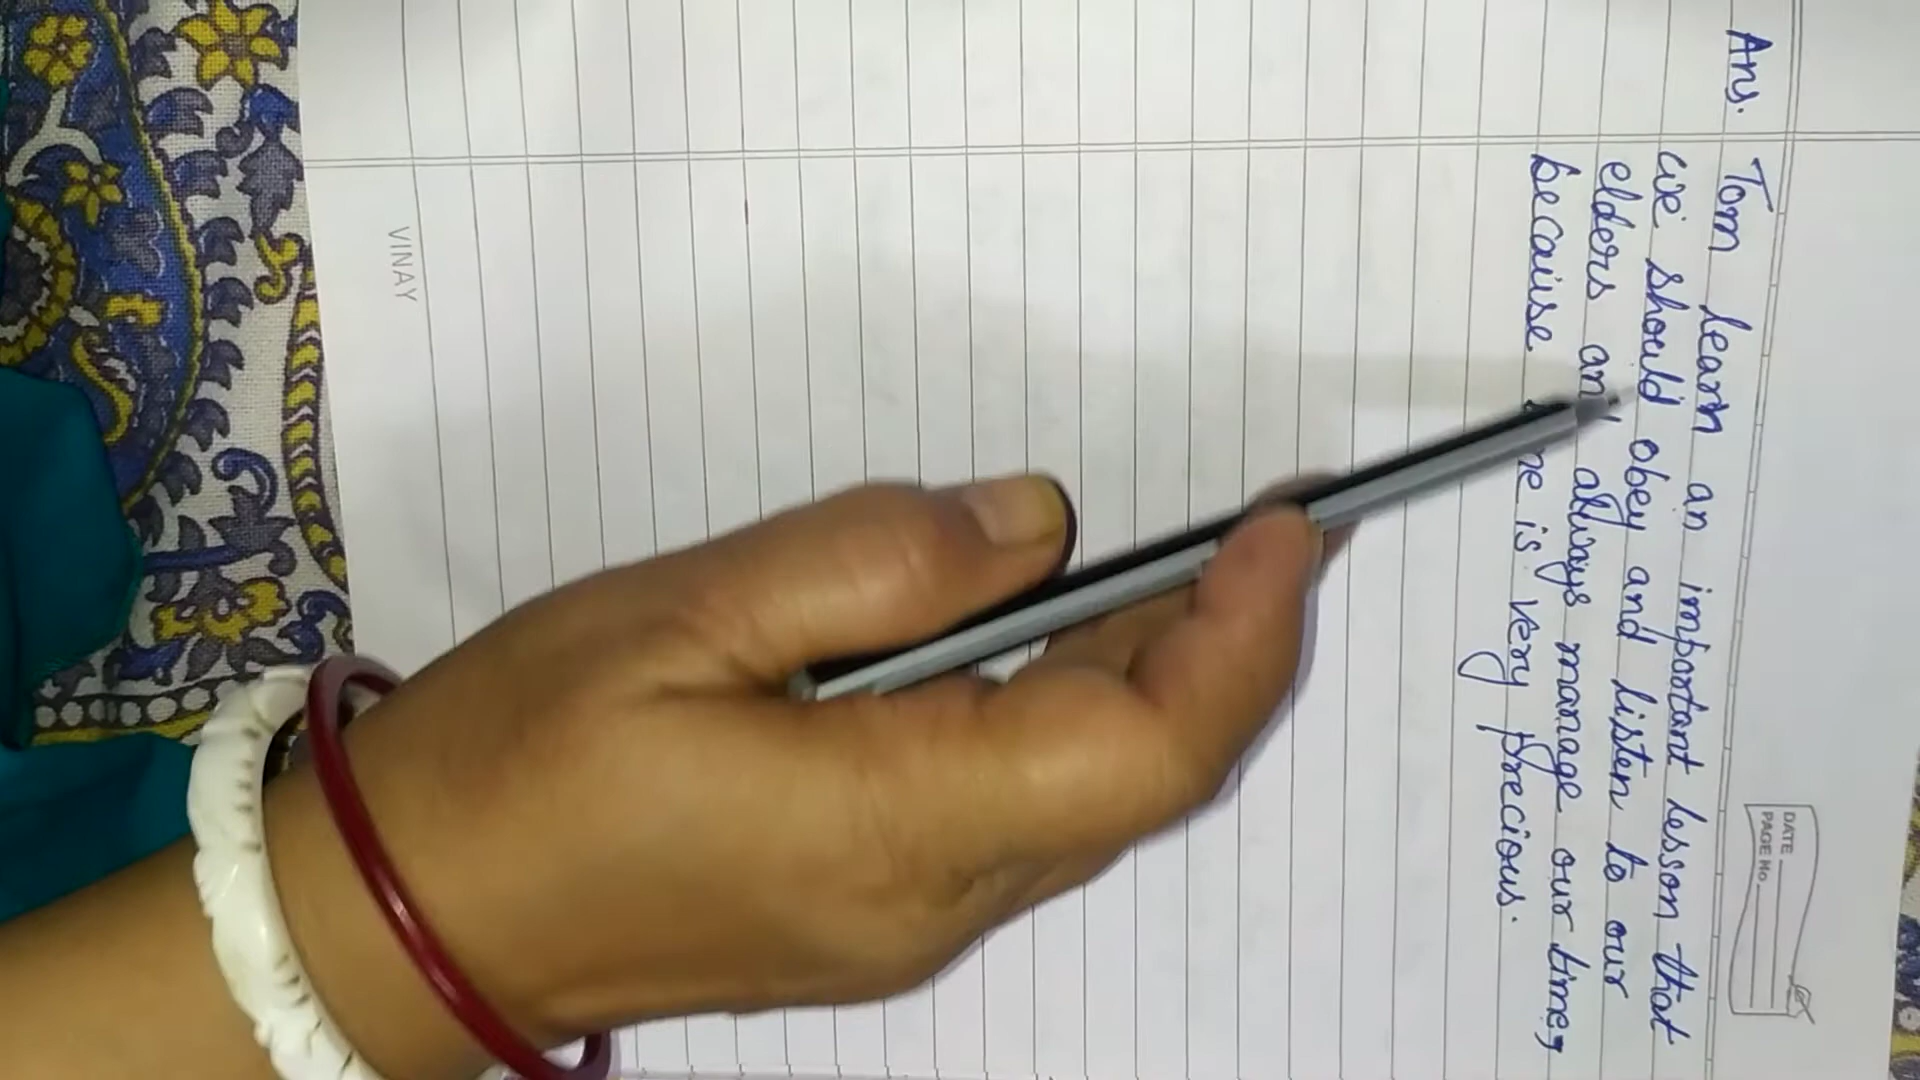 DATE
PAGE No.
Ans. Tom learn an important lesson that
we should obey and listen to our
elders always manage our time,
because is very precious.
VINAY